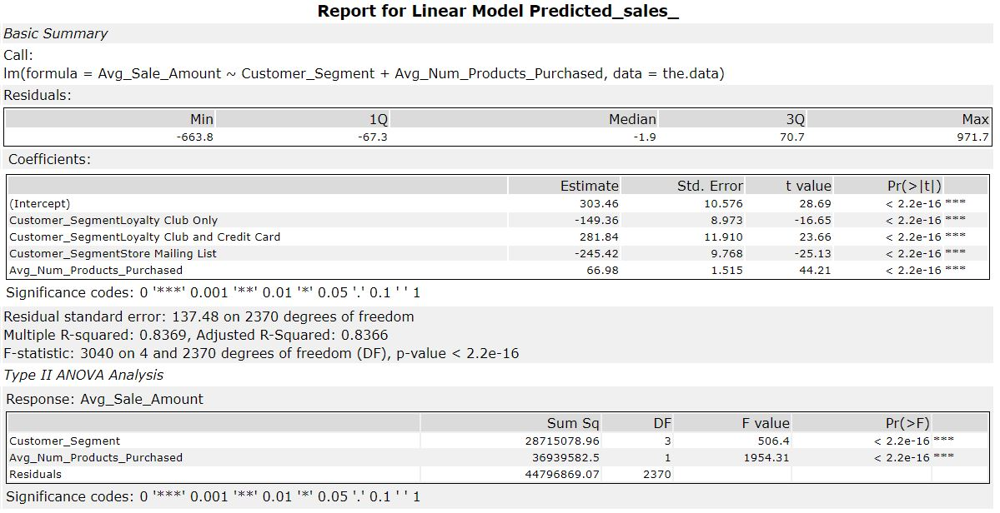 Report for Linear Model Predicted_sales_
Basic Summary
Call:
lm(formula = Avg_Sale_Amount ~ Customer_Segment + Avg_Num_Products_Purchased, data = the.data)
Residuals:
Min 1Q Median 3Q Max
-663.8 -67.3 -1.9 70.7 971.7
Coefficients:
Estimate Std. Error t value Pr(>|t|)
(Intercept) 303.46 10.576 28.69 < 2.2e-16 ***
Customer_SegmentLoyalty Club Only -149.36 8.973 -16.65 < 2.2e-16 ***
Customer_SegmentLoyalty Club and Credit Card 281.84 11.910 23.66 < 2.2e-16 ***
Customer_SegmentStore Mailing List -245.42 9.768 -25.13 < 2.2e-16 ***
Avg_Num_Products_Purchased 66.98 1.515 44.21 < 2.2e-16 ***
Significance codes: 0 '***' 0.001 '**' 0.01 '*' 0.05 '.' 0.1 ' ' 1
Residual standard error: 137.48 on 2370 degrees of freedom
Multiple R-squared: 0.8369, Adjusted R-Squared: 0.8366
F-statistic: 3040 on 4 and 2370 degrees of freedom (DF), p-value < 2.2e-16
Type II ANOVA Analysis
Response: Avg_Sale_Amount
Sum Sq DF F value Pr(>F)
Customer_Segment 28715078.96 3 506.4 < 2.2e-16 ***
Avg_Num_Products_Purchased 36939582.5 1 1954.31 < 2.2e-16 ***
Residuals 44796869.07 2370
Significance codes: 0 '***' 0.001 '**' 0.01 '*' 0.05 '.' 0.1 ' ' 1